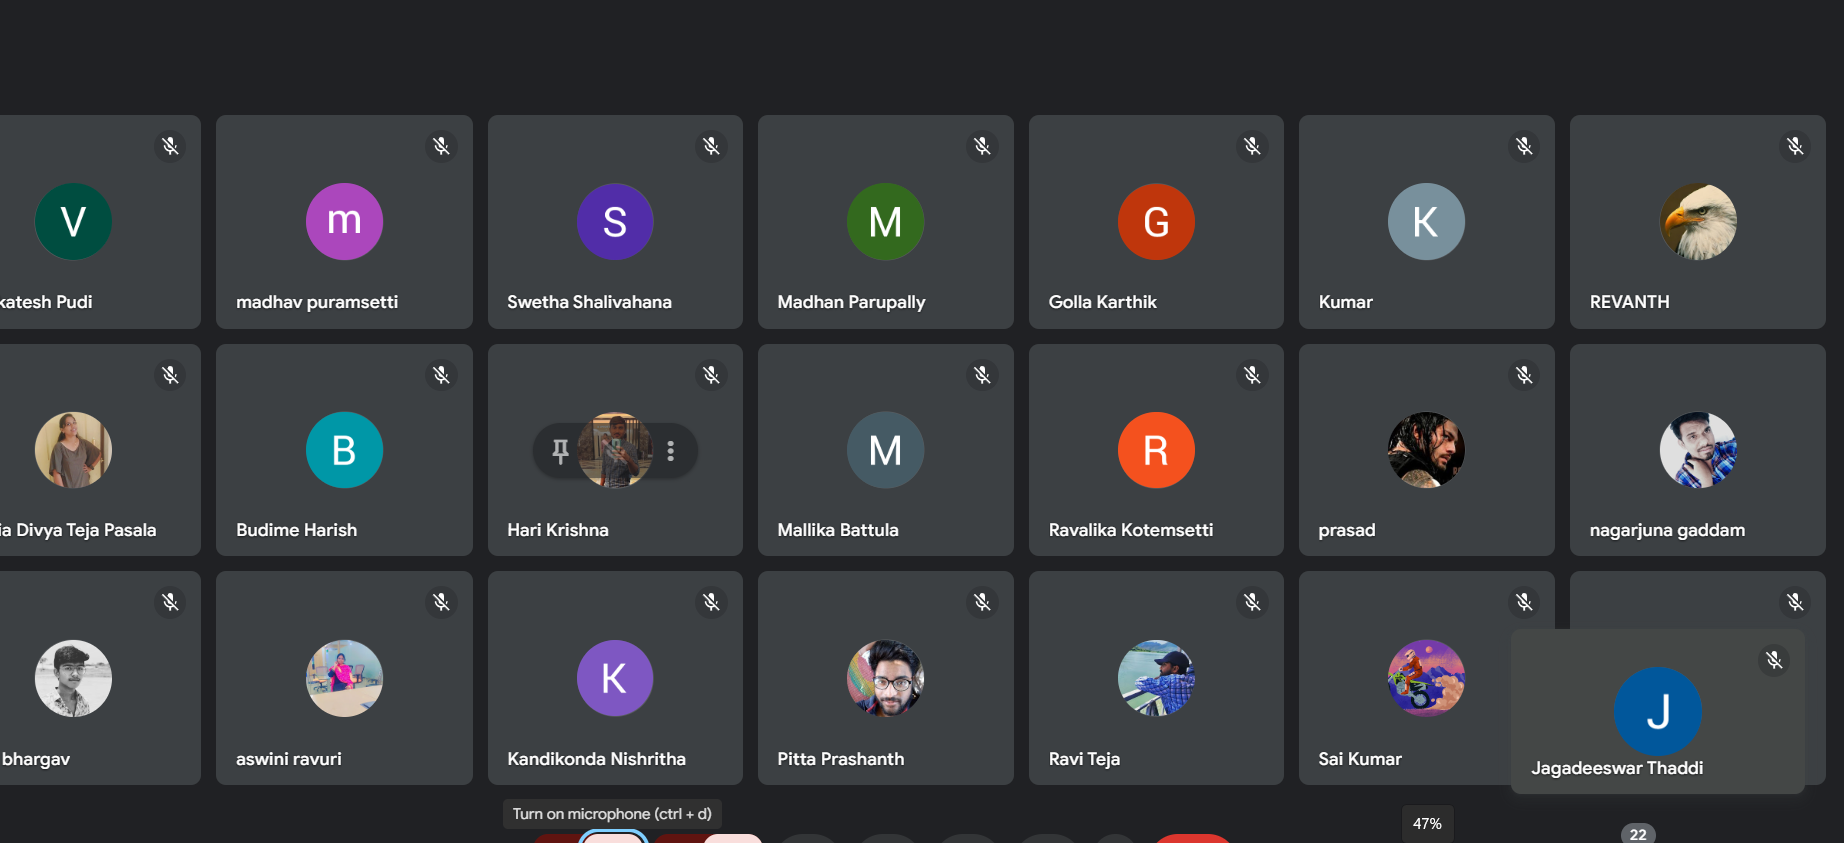 V
m
S
M
G
K
katesh Pudi
madhav puramsetti
Swetha Shalivahana
Madhan Parupally
Golla Karthik
Kumar
REVANTH
B
M
R
ia Divya Teja Pasala
Budime Harish
Hari Krishna
Mallika Battula
Ravalika Kotemsetti
prasad
nagarjuna gaddam
K
J
bhargav
aswini ravuri
Kandikonda Nishritha
Pitta Prashanth
Ravi Teja
Sai Kumar
Jagadeeswar Thaddi
Turn on microphone (ctrl + d)
47%
22